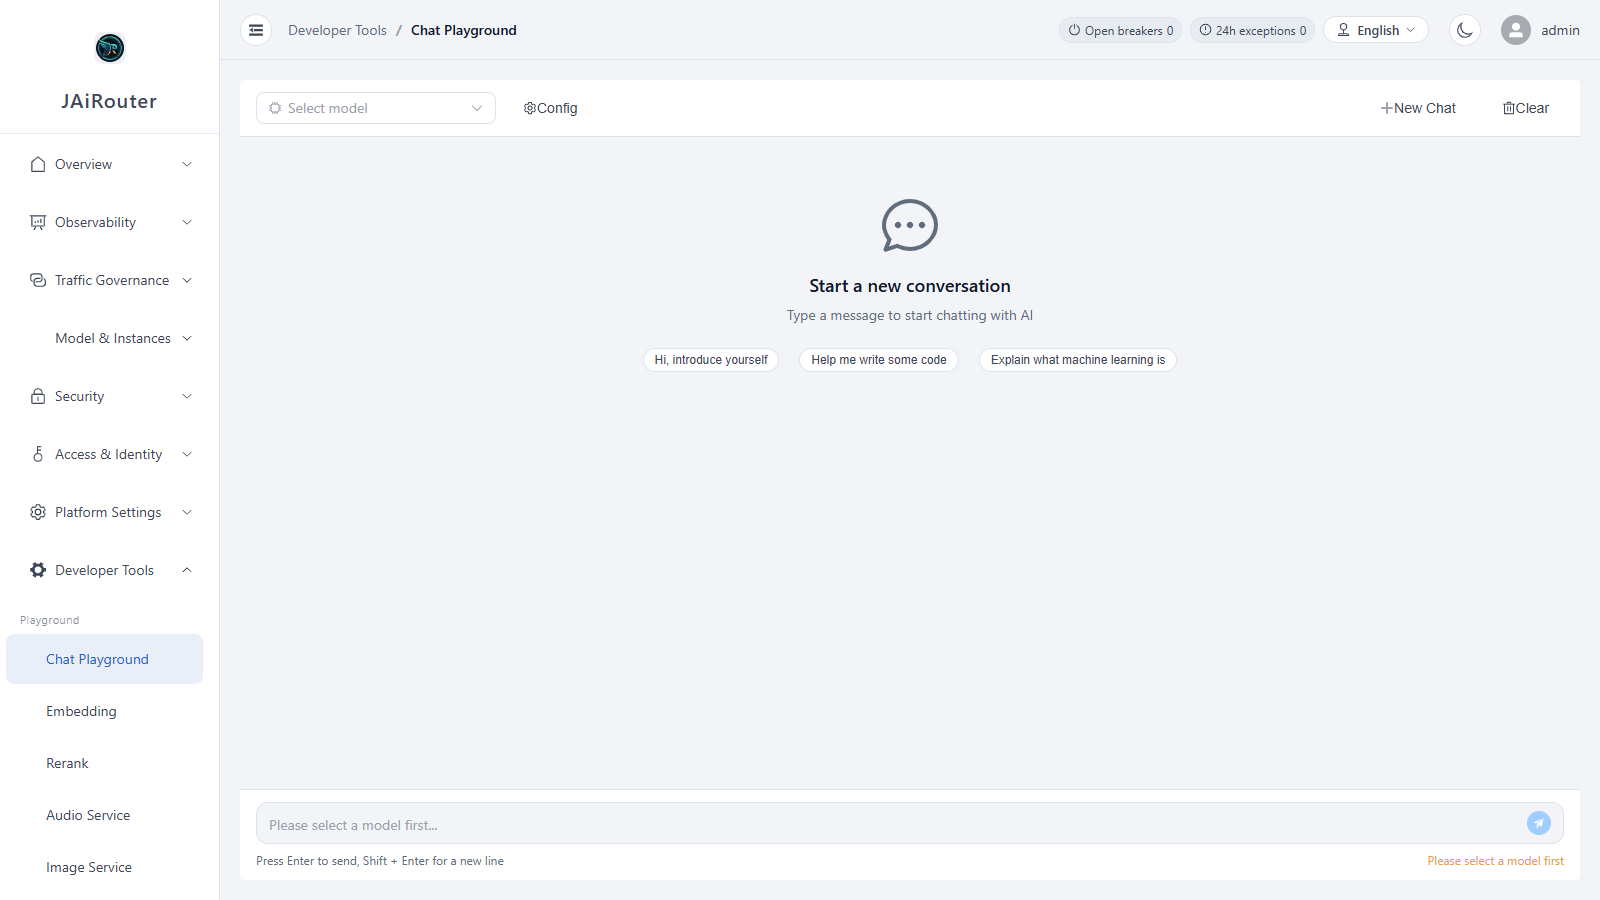 JAiRouter
Overview
Observability
Traffic Governance
Model & Instances
Security
Access & Identity
Platform Settings
Developer Tools
Playground
Chat Playground
Embedding
Rerank
Audio Service
Image Service
Developer Tools / Chat Playground
Open breakers 0
24h exceptions 0
English
admin
Select model
Config
New Chat
Clear
Start a new conversation
Type a message to start chatting with AI
Hi, introduce yourself
Help me write some code
Explain what machine learning is
Please select a model first...
Press Enter to send, Shift + Enter for a new line
Please select a model first